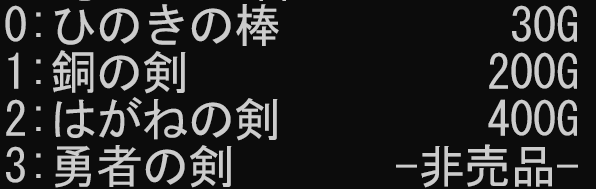 0:ひのきの棒 30G
1:銅の剣 200G
2:はがねの剣 400G
3:勇者の剣 -非売品-